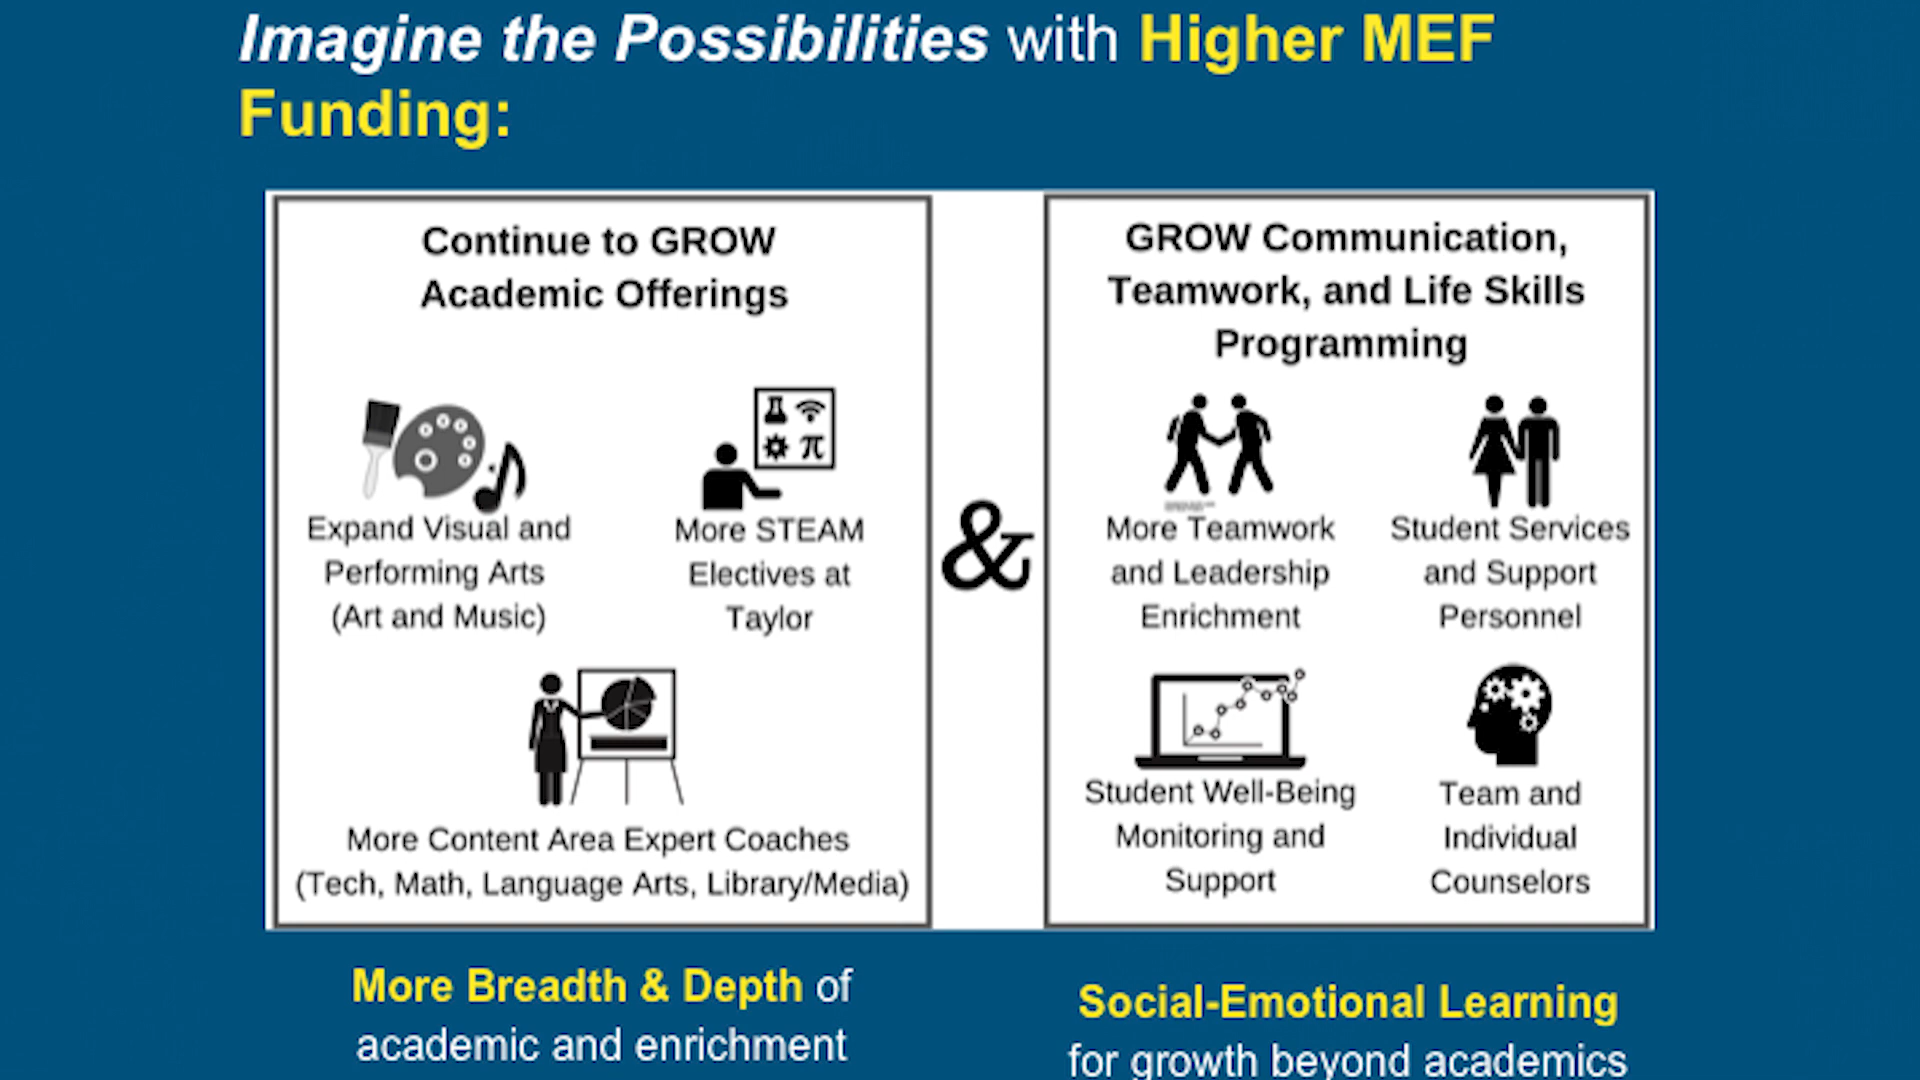 Imagine the Possibilities with Higher MEF
Funding:
Continue to GROW
Academic Offerings
Expand Visual and
Performing Arts
(Art and Music)
More STEAM
Electives at
Taylor
More Content Area Expert Coaches
(Tech, Math, Language Arts, Library/Media)
&
GROW Communication,
Teamwork, and Life Skills
Programming
More Teamwork
and Leadership
Enrichment
Student Services
and Support
Personnel
Student Well-Being
Monitoring and
Support
Team and
Individual
Counselors
More Breadth & Depth of
academic and enrichment
Social-Emotional Learning
for growth beyond academics